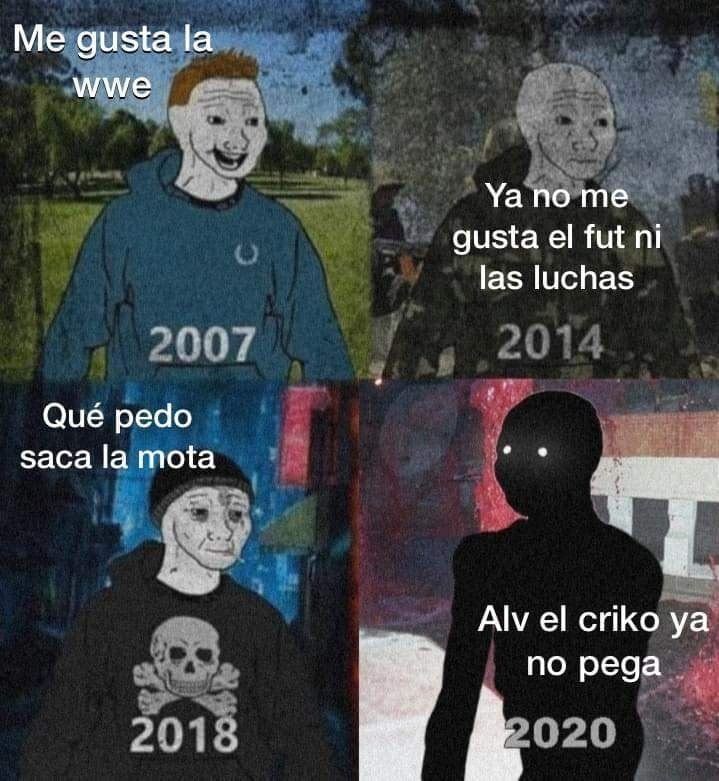 Me gusta la
wwe
2007
Ya no me
gusta el fut ni
las luchas
2014
Qué pedo
saca la mota
2018
Alv el criko ya
no pega
2020